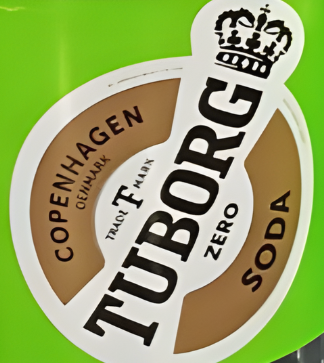 COPENHAGEN
DENMARK
TRADE T MARK
TUBORG
ZERO
SODA